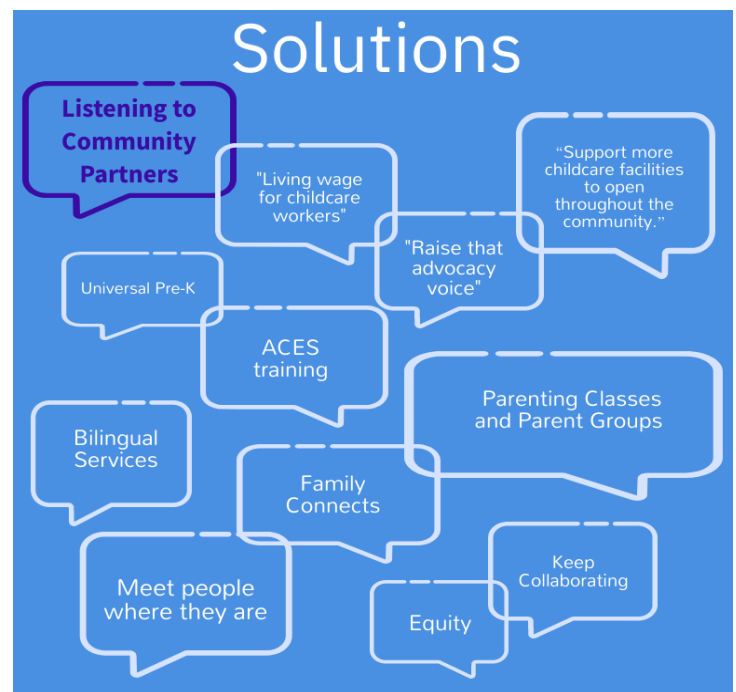 Solutions
Listening to
Community
Partners
"Living wage
for childcare
workers"
“Support more
childcare facilities
to open
throughout the
community.”
"Raise that
advocacy
voice"
Universal Pre-K
ACES
training
Parenting Classes
and Parent Groups
Bilingual
Services
Family
Connects
Keep
Collaborating
Meet people
where they are
Equity